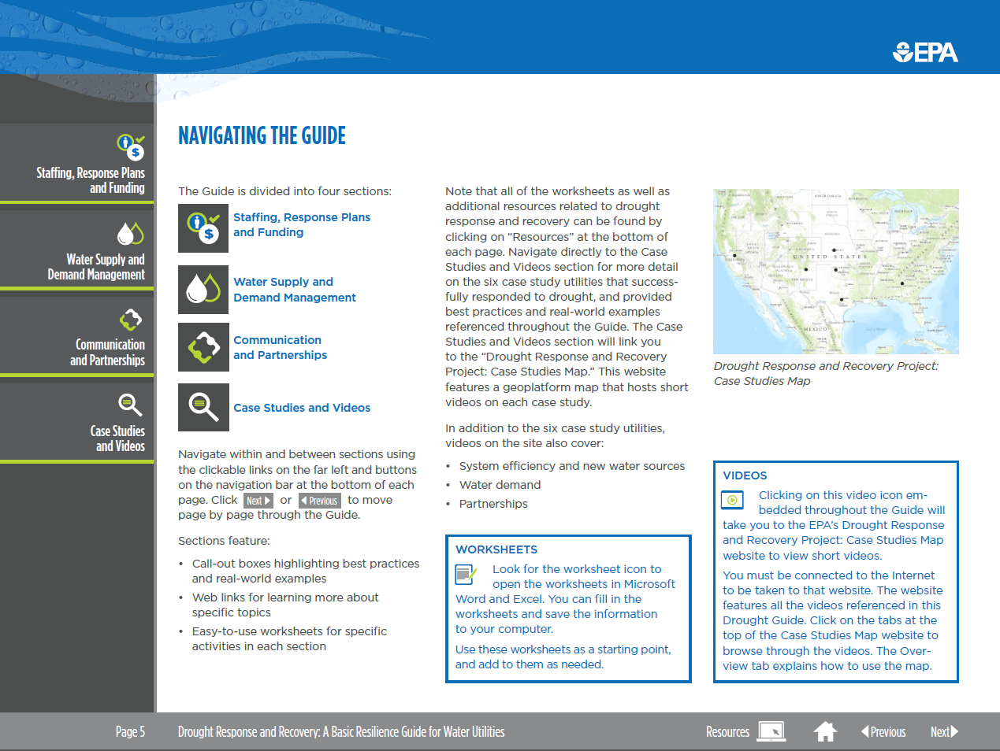 EPA
Staffing, Response Plans
and Funding
Water Supply and
Demand Management
Communication
and Partnerships
Case Studies
and Videos
NAVIGATING THE GUIDE
The Guide is divided into four sections:
Staffing, Response Plans
and Funding
Water Supply and
Demand Management
Communication
and Partnerships
Case Studies and Videos
Navigate within and between sections using
the clickable links on the far left and buttons
on the navigation bar at the bottom of each
page. Click Next or Previous to move
page by page through the Guide.
Sections feature:
• Call-out boxes highlighting best practices
and real-world examples
• Web links for learning more about
specific topics
• Easy-to-use worksheets for specific
activities in each section
Note that all of the worksheets as well as
additional resources related to drought
response and recovery can be found by
clicking on “Resources” at the bottom of
each page. Navigate directly to the Case
Studies and Videos section for more detail
on the six case study utilities that success-
fully responded to drought, and provided
best practices and real-world examples
referenced throughout the Guide. The Case
Studies and Videos section will link you
to the “Drought Response and Recovery
Project: Case Studies Map.” This website
features a geoplatform map that hosts short
videos on each case study.
In addition to the six case study utilities,
videos on the site also cover:
• System efficiency and new water sources
• Water demand
• Partnerships
WORKSHEETS
Look for the worksheet icon to
open the worksheets in Microsoft
Word and Excel. You can fill in the
worksheets and save the information
to your computer.
Use these worksheets as a starting point,
and add to them as needed.
UNITED STATES
MEXICO
Drought Response and Recovery Project:
Case Studies Map
VIDEOS
Clicking on this video icon em-
bedded throughout the Guide will
take you to the EPA’s Drought Response
and Recovery Project: Case Studies Map
website to view short videos.
You must be connected to the Internet
to be taken to that website. The website
features all the videos referenced in this
Drought Guide. Click on the tabs at the
top of the Case Studies Map website to
browse through the videos. The Over-
view tab explains how to use the map.
Page 5
Drought Response and Recovery: A Basic Resilience Guide for Water Utilities
Resources
Previous
Next